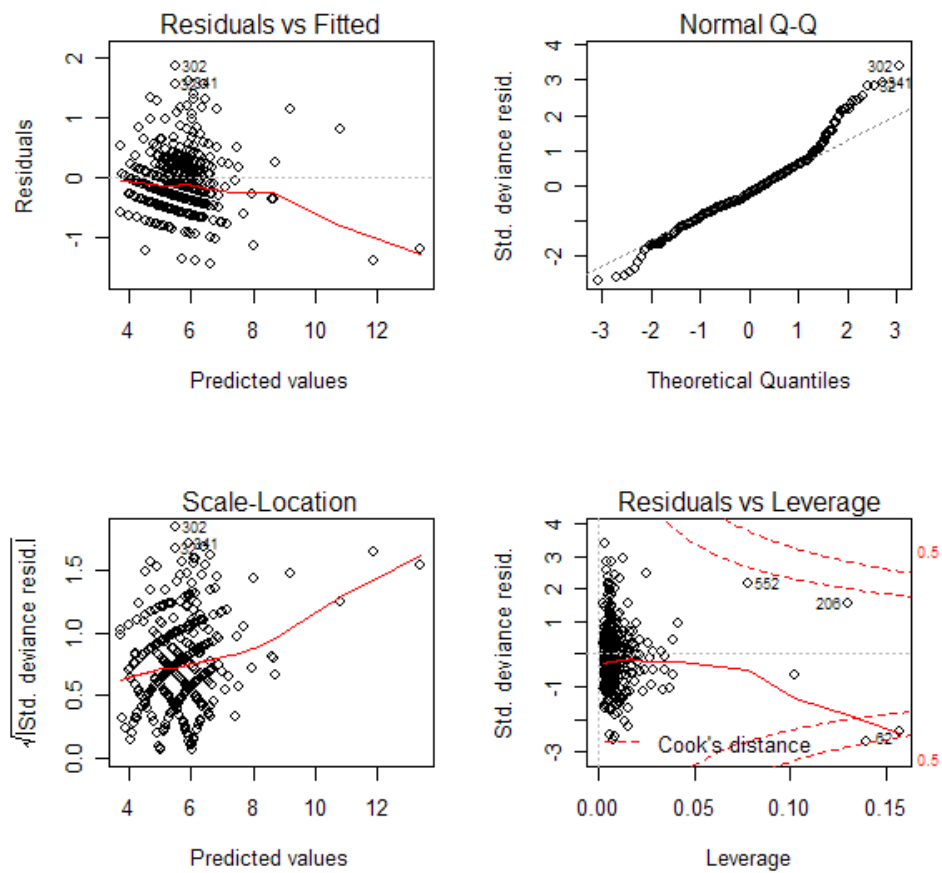 Residuals vs Fitted
Residuals
2
1
0
-1
302
341
4 6 8 10 12
Predicted values
Normal Q-Q
Std. deviance resid.
4
3
2
1
0
-2
302
341
-3 -2 -1 0 1 2 3
Theoretical Quantiles
Scale-Location
√|Std. deviance resid.|
1.5
1.0
0.5
0.0
302
341
4 6 8 10 12
Predicted values
Residuals vs Leverage
Std. deviance resid.
4
3
2
1
-1
-3
0.5
552
206
62
Cook's distance
0.5
0.00 0.05 0.10 0.15
Leverage